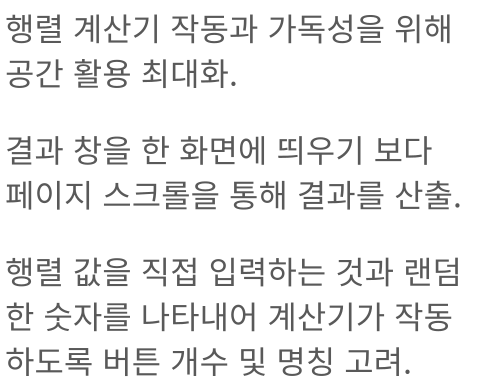 행렬 계산기 작동과 가독성을 위해
공간 활용 최대화.
결과 창을 한 화면에 띄우기 보다
페이지 스크롤을 통해 결과를 산출.
행렬 값을 직접 입력하는 것과 랜덤
한 숫자를 나타내어 계산기가 작동
하도록 버튼 개수 및 명칭 고려.